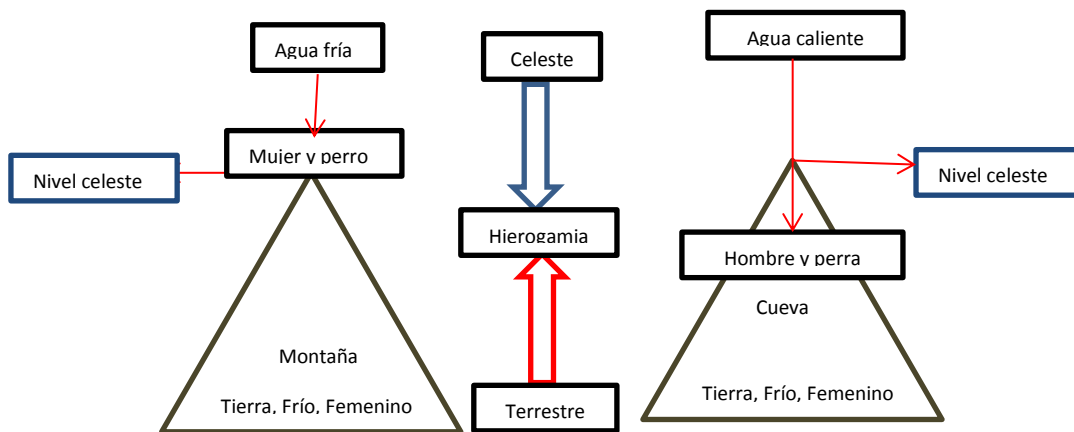 Agua fría
Mujer y perro
Nivel celeste
Montaña
Tierra, Frío, Femenino
Celeste
Hierogamia
Terrestre
Agua caliente
Nivel celeste
Hombre y perra
Cueva
Tierra, Frío, Femenino